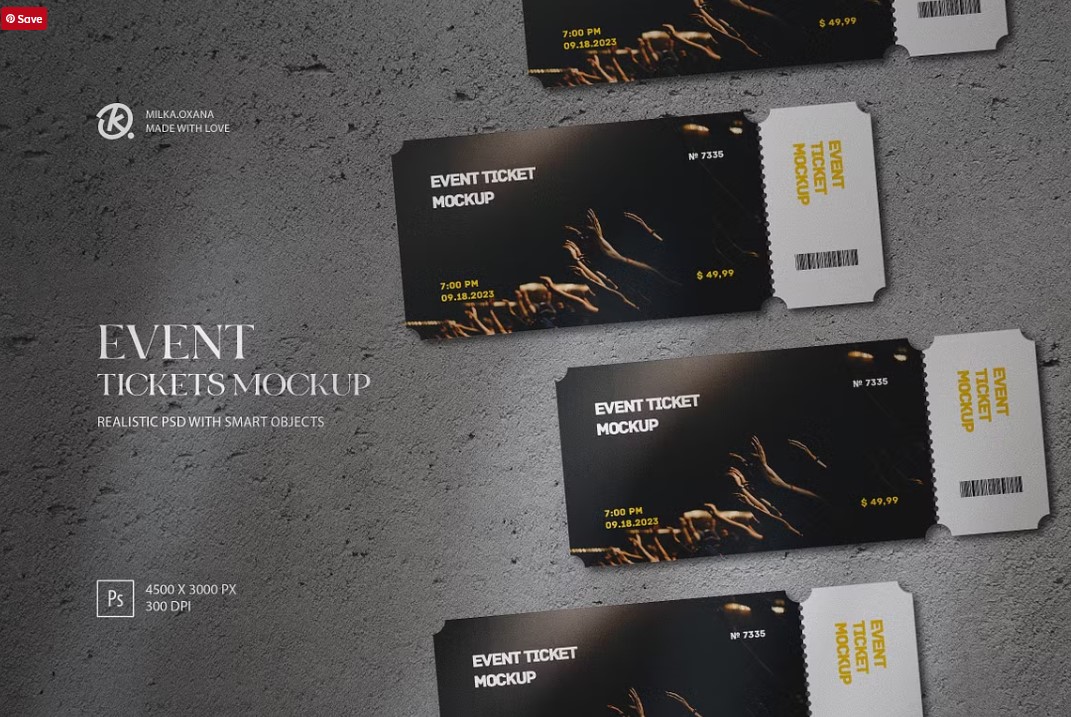 Save
7:00 PM
09.18.2023
$ 49,99
MILKA.OXANA
MADE WITH LOVE
EVENT TICKET
MOCKUP
№ 7335
7:00 PM
09.18.2023
$ 49,99
EVENT
TICKET
MOCKUP
EVENT
TICKETS MOCKUP
REALISTIC PSD WITH SMART OBJECTS
EVENT TICKET
MOCKUP
№ 7335
7:00 PM
09.18.2023
$ 49,99
EVENT
TICKET
MOCKUP
Ps
4500 X 3000 PX
300 DPI
EVENT TICKET
MOCKUP
№ 7335
EVENT
TICKET
MOCKUP